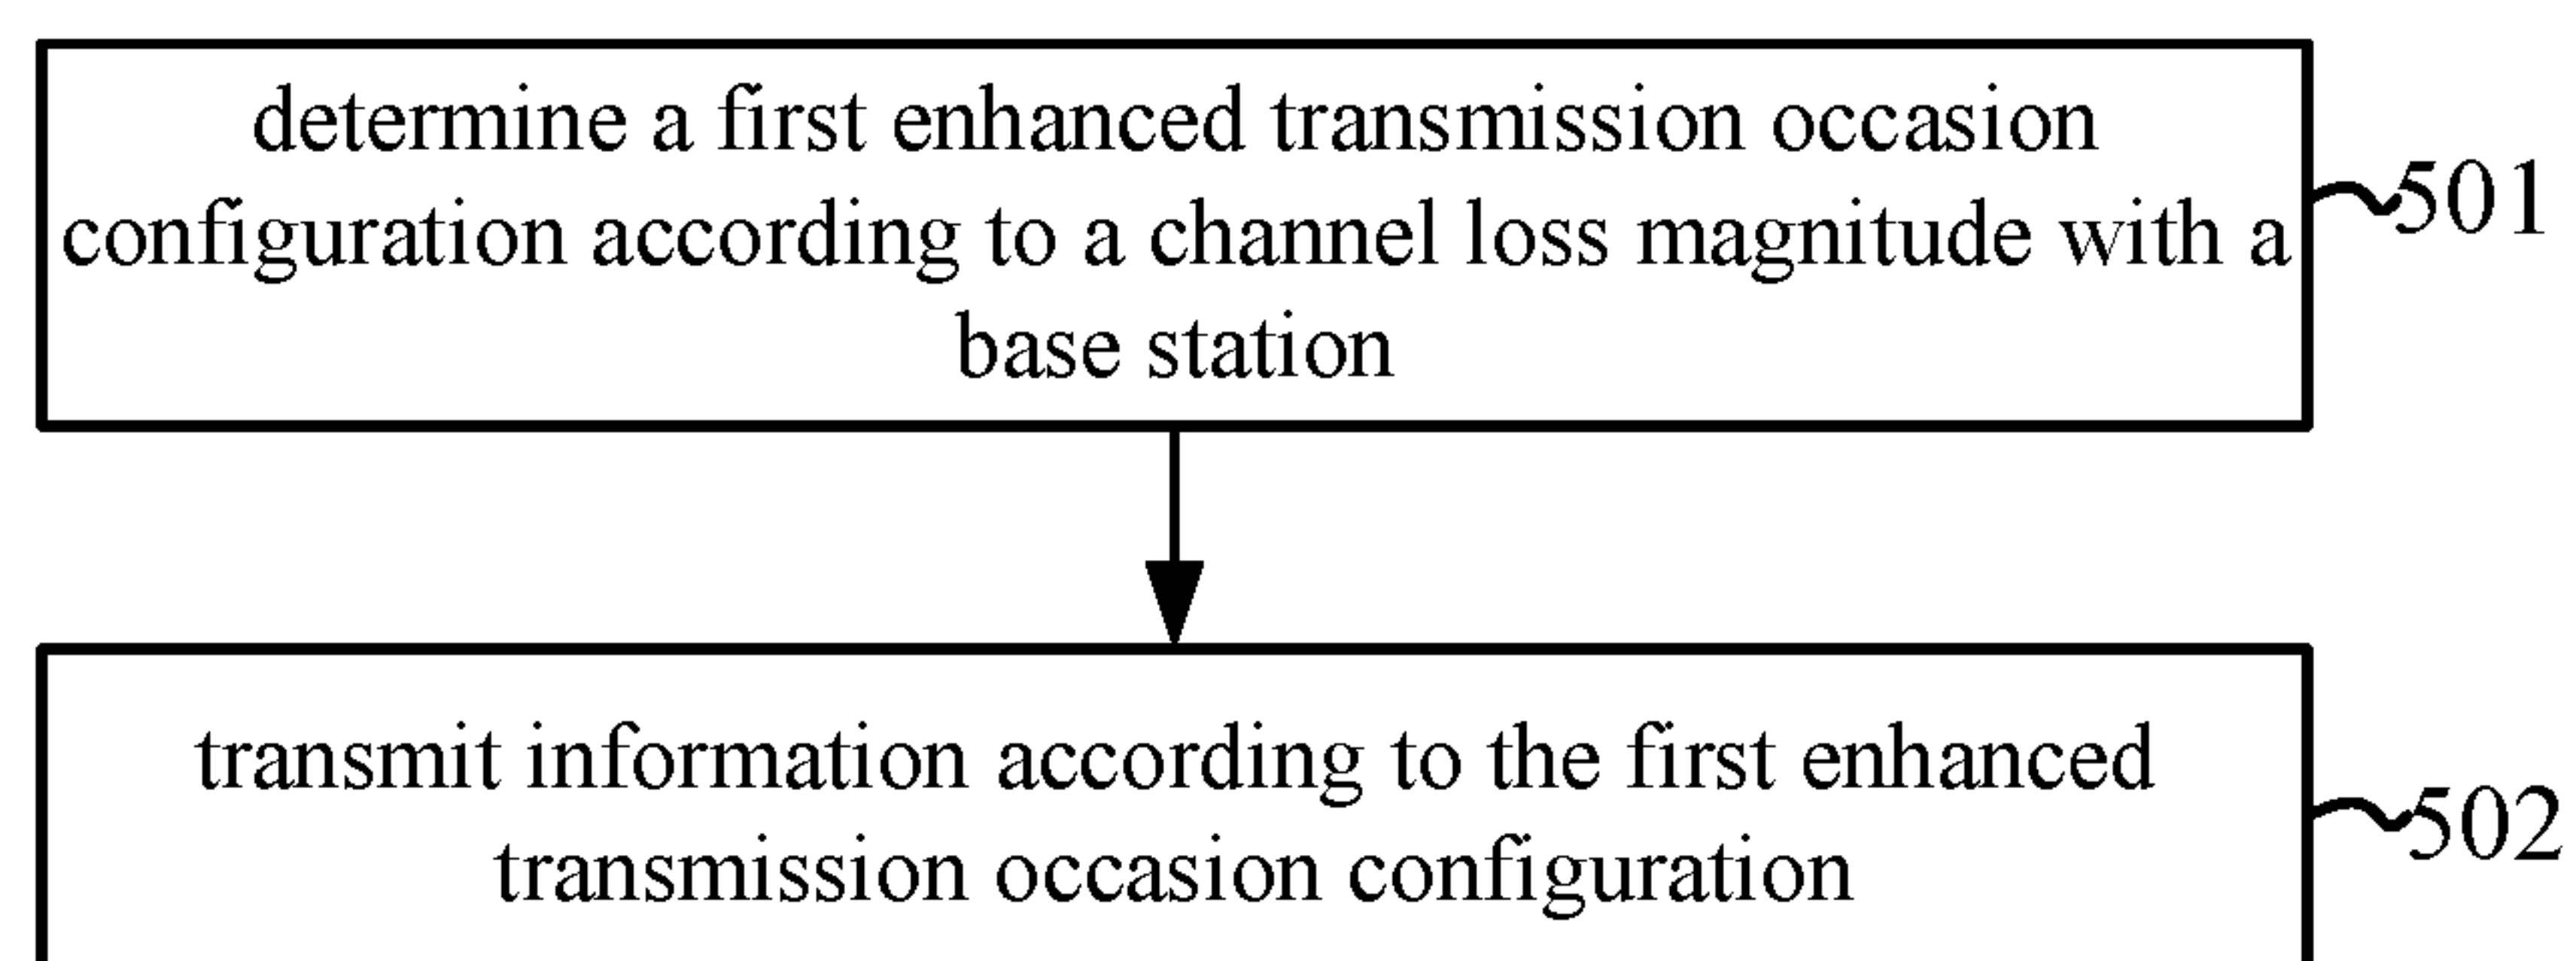 determine a first enhanced transmission occasion
configuration according to a channel loss magnitude with a
base station
501
transmit information according to the first enhanced
transmission occasion configuration
502